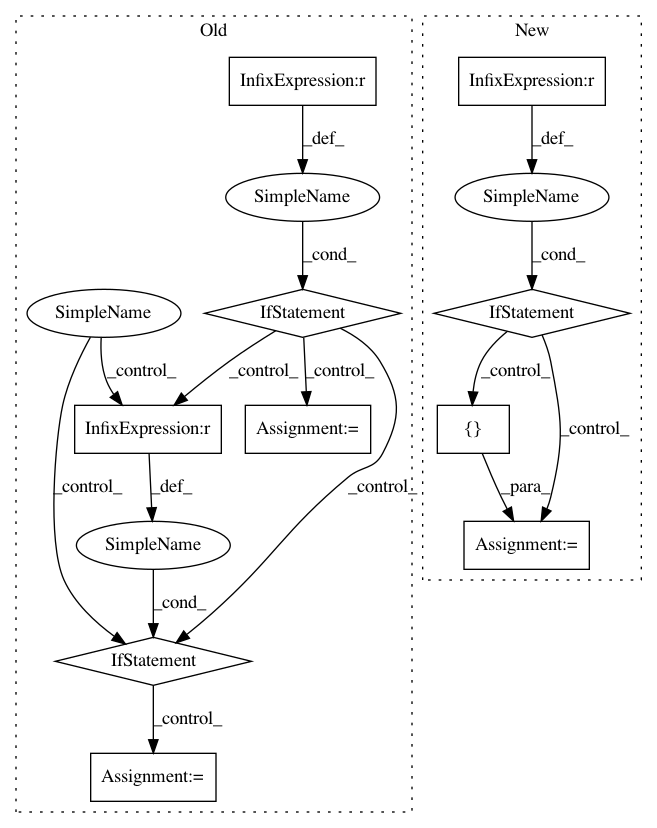 Old
New
InfixExpression:r
InfixExpression:r
_def_
_def_
SimpleName
SimpleName
_cond_
_cond_
SimpleName
IfStatement
IfStatement
_control_
_control_
_control_
_control_
InfixExpression:r
Assignment:=
{}
_control_
_control_
_def_
_control_
_para_
SimpleName
Assignment:=
_cond_
IfStatement
_control_
Assignment:=